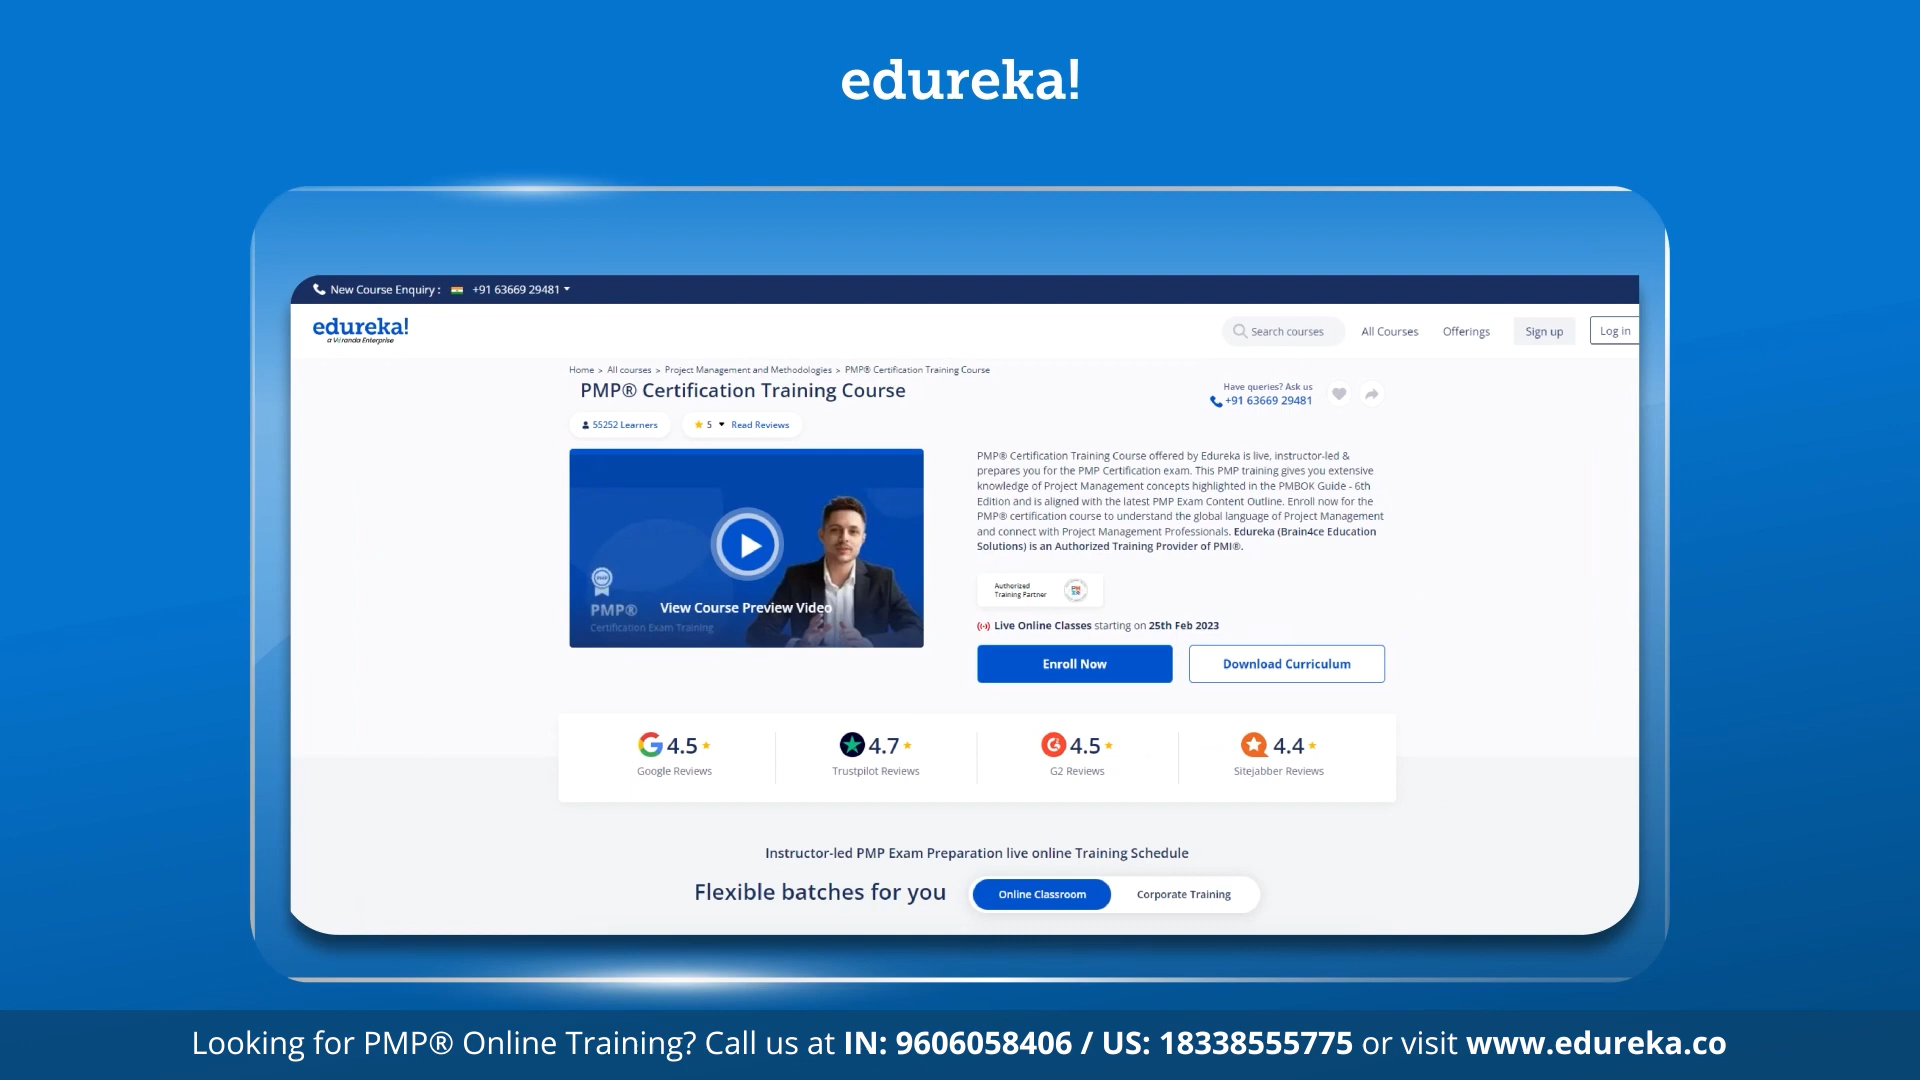 edureka!
New Course Enquiry : +91 63669 29481
edureka!
a Veranda Enterprise
Search courses
All Courses
Offerings
Sign up
Log in
Home > All courses > Project Management and Methodologies > PMP® Certification Training Course
PMP® Certification Training Course
Have queries? Ask us
+91 63669 29481
55252 Learners
5
Read Reviews
PMP®
Certification Exam Training
View Course Preview Video
PMP® Certification Training Course offered by Edureka is live, instructor-led &
prepares you for the PMP Certification exam. This PMP training gives you extensive
knowledge of Project Management concepts highlighted in the PMBOK Guide - 6th
Edition and is aligned with the latest PMP Exam Content Outline. Enroll now for the
PMP® certification course to understand the global language of Project Management
and connect with Project Management Professionals. Edureka (Brain4ce Education
Solutions) is an Authorized Training Provider of PMI®.
Authorized
Training Partner
Live Online Classes starting on 25th Feb 2023
Enroll Now
Download Curriculum
4.5
Google Reviews
4.7
Trustpilot Reviews
4.5
G2 Reviews
4.4
Sitejabber Reviews
Instructor-led PMP Exam Preparation live online Training Schedule
Flexible batches for you
Online Classroom
Corporate Training
Looking for PMP® Online Training? Call us at IN: 9606058406 / US: 18338555775 or visit www.edureka.co